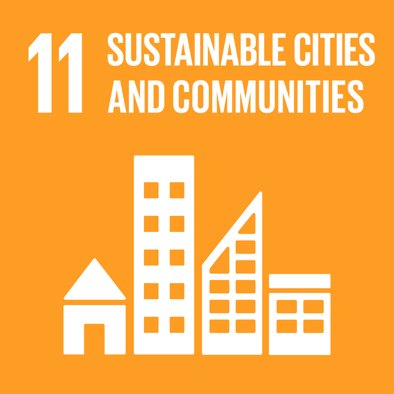 11 SUSTAINABLE CITIES
AND COMMUNITIES